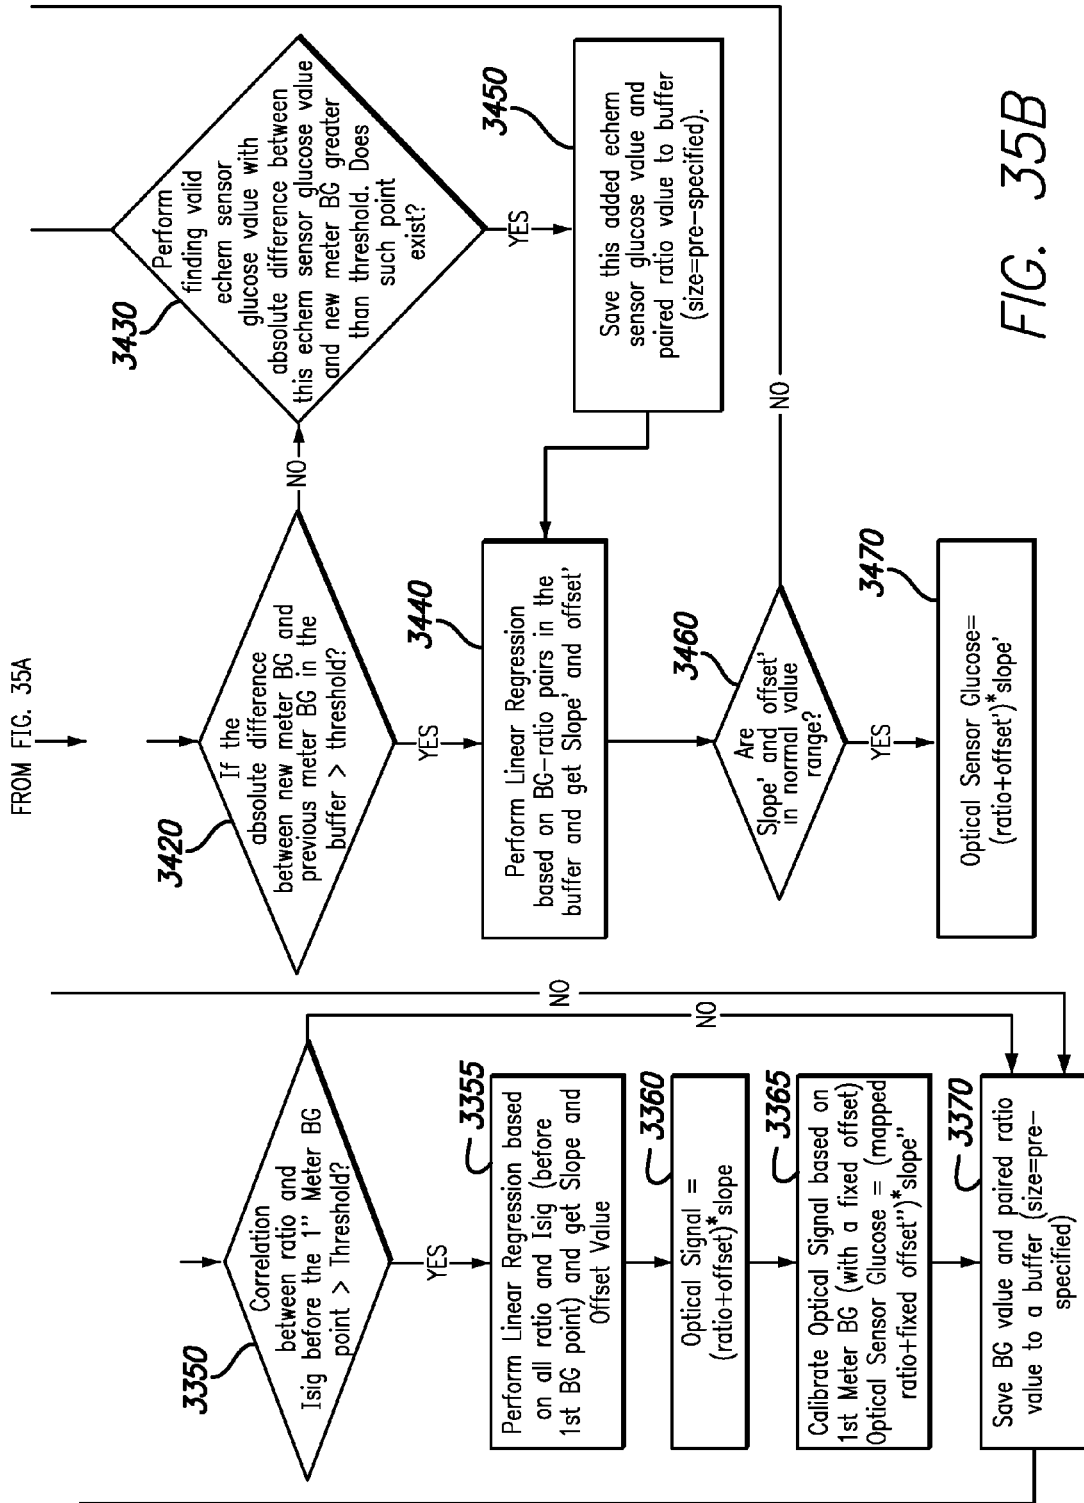 FROM FIG. 35A
3350
Correlation
between ratio and
Isig before the 1" Meter BG
point > Threshold?
YES
NO
NO
3355
Perform Linear Regression based
on all ratio and Isig (before
1st BG point) and get Slope and
Offset Value
3360
Optical Signal =
(ratio+offset)*slope
3365
Calibrate Optical Signal based on
1st Meter BG (with a fixed offset)
Optical Sensor Glucose = (mapped
ratio+fixed offset")*slope"
3370
Save BG value and paired ratio
value to a buffer (size=pre-
specified)
3420
If the
absolute difference
between new meter BG and
previous meter BG in the
buffer > threshold?
NO
YES
3430
Perform
finding valid
echem sensor
glucose value with
absolute difference between
this echem sensor glucose value
and new meter BG greater
than threshold. Does
such point
exist?
YES
3440
Perform Linear Regression
based on BG-ratio pairs in the
buffer and get Slope' and offset'
3450
Save this added echem
sensor glucose value and
paired ratio value to buffer
(size=pre-specified).
3460
Are
Slope' and offset'
in normal value
range?
NO
YES
3470
Optical Sensor Glucose=
(ratio+offset')*slope'
FIG. 35B